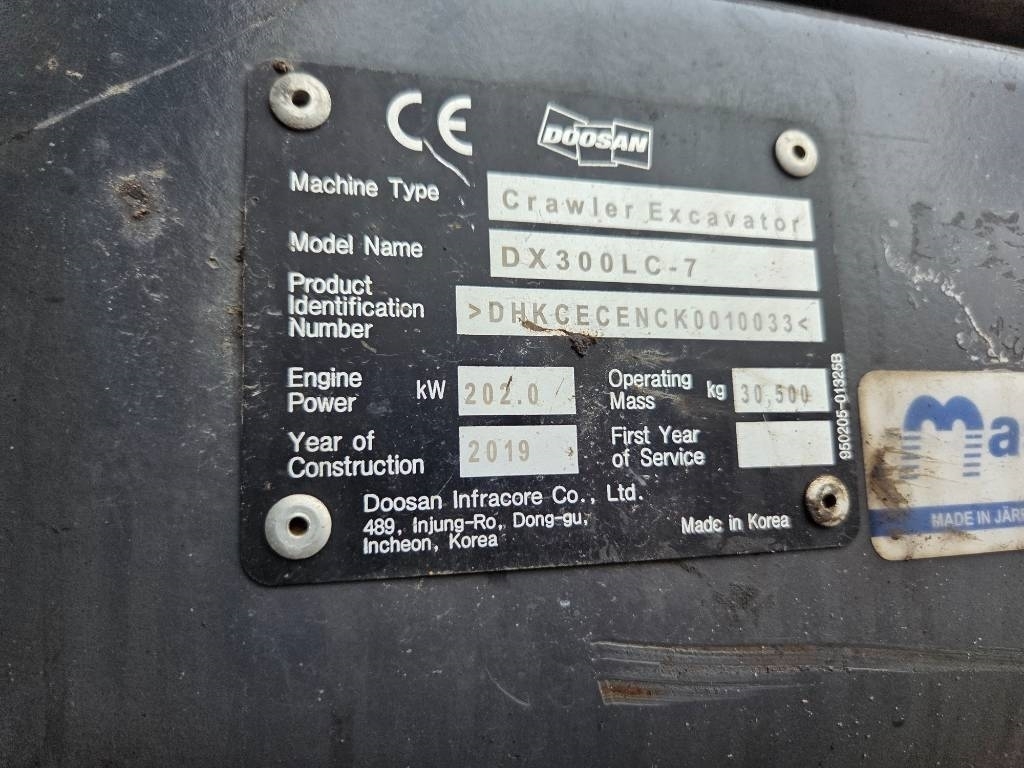 CE
DOOSAN
Machine Type Crawler Excavator
Model Name DX300LC-7
Product
Identification
Number >DHKCECENCK0010033<
Engine
Power kW 202.0
Operating
Mass kg 30,500
Year of
Construction 2019
First Year
of Service
Doosan Infracore Co., Ltd.
489, Injung-Ro, Dong-gu,
Incheon, Korea
Made in Korea
950205-01325B
MADE IN